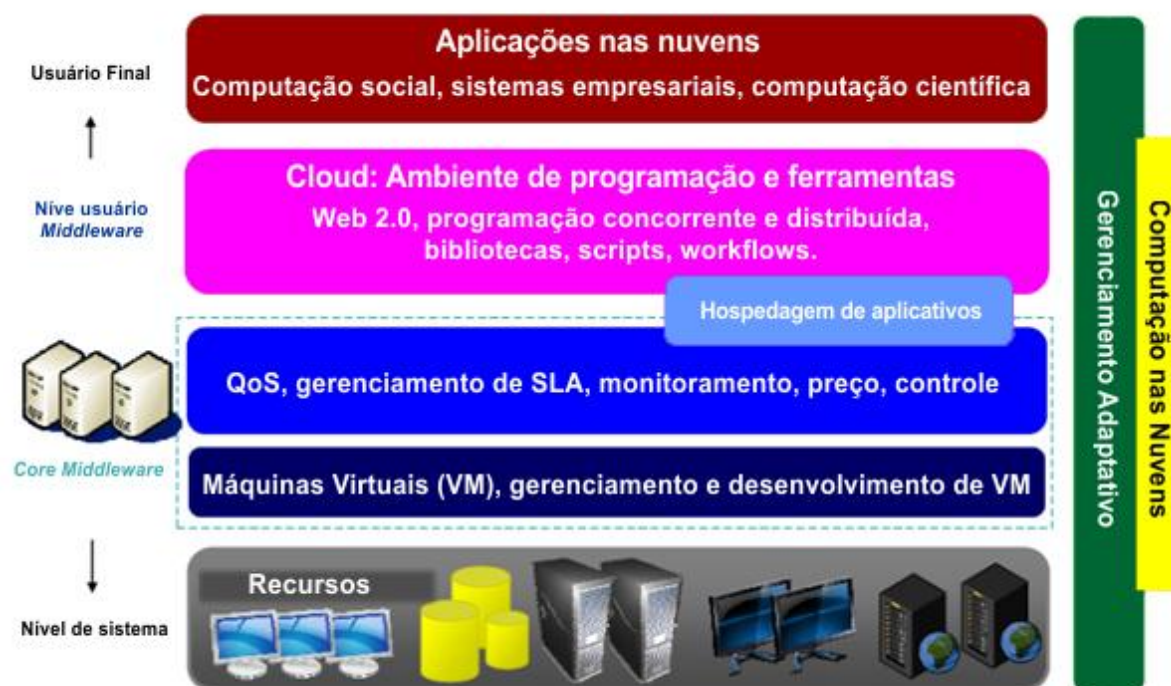 Aplicações nas nuvens
Usuário Final
Computação social, sistemas empresariais, computação científica
Cloud: Ambiente de programação e ferramentas
Níve usuário
Middleware
Web 2.0, programação concorrente e distribuída,
bibliotecas, scripts, workflows.
Hospedagem de aplicativos
QoS, gerenciamento de SLA, monitoramento, preço, controle
Core Middleware
Máquinas Virtuais (VM), gerenciamento e desenvolvimento de VM
Recursos
Nível de sistema
Gerenciamento Adaptativo
Computação nas Nuvens